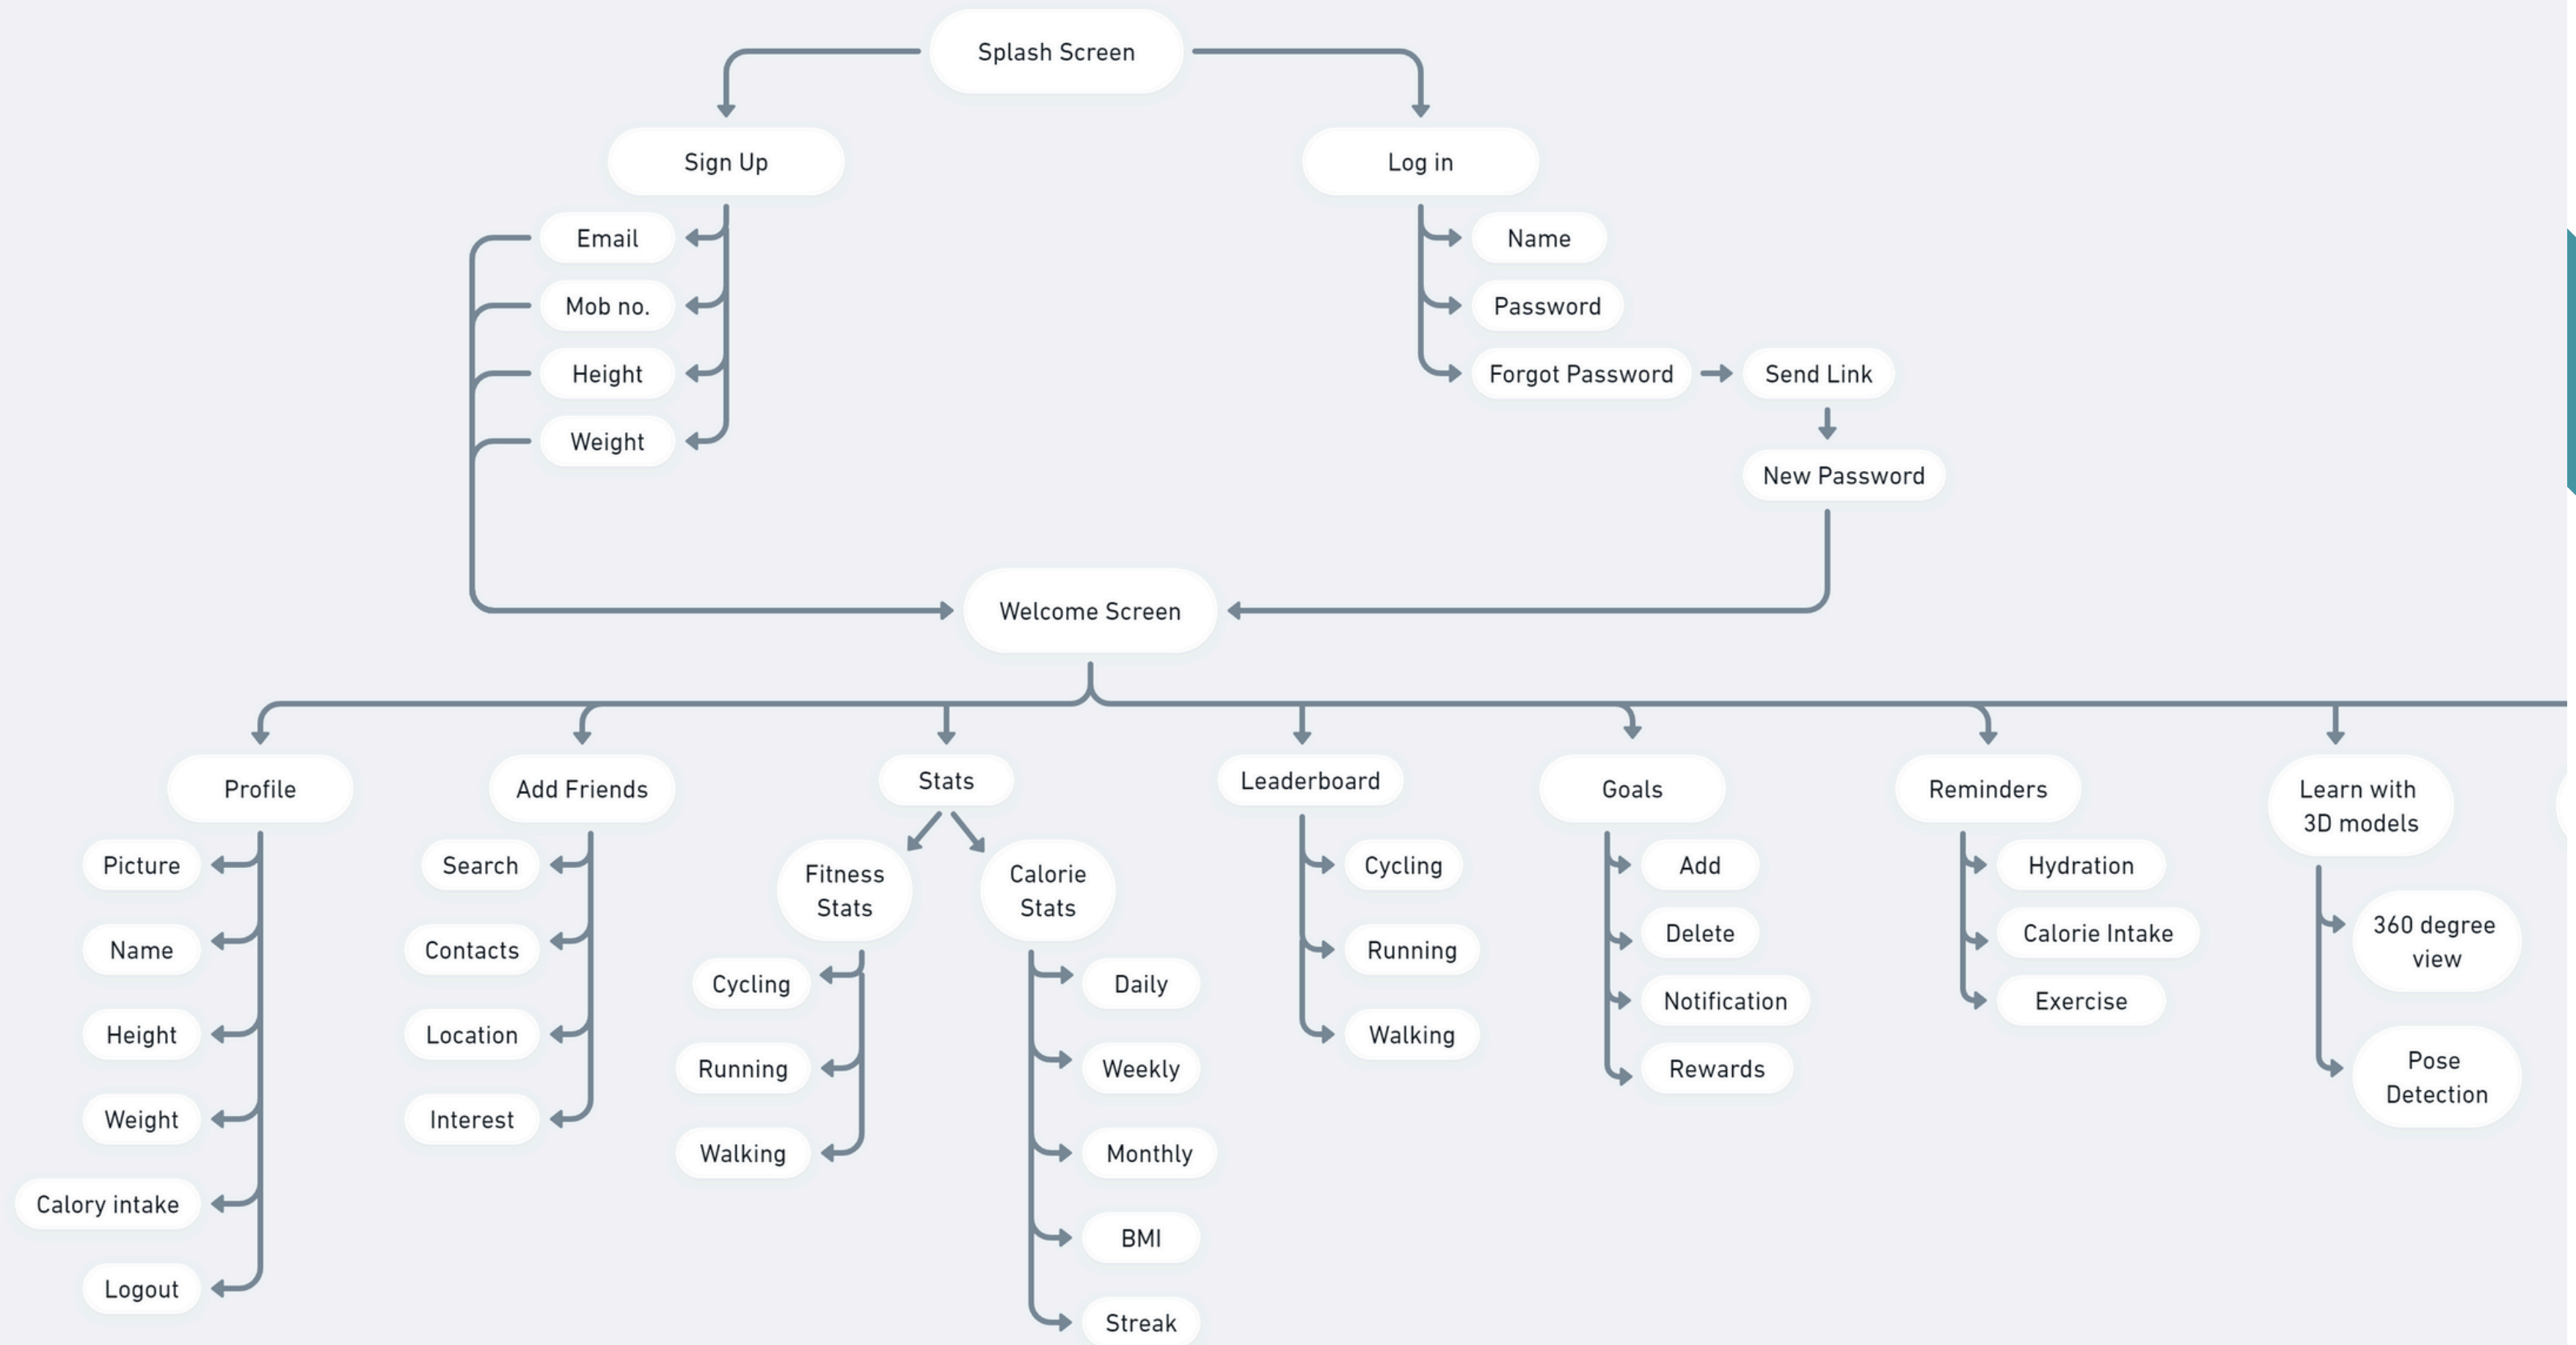 Splash Screen
Sign Up
Log in
Email
Mob no.
Height
Weight
Name
Password
Forgot Password
Send Link
New Password
Welcome Screen
Profile
Picture
Name
Height
Weight
Calory intake
Logout
Add Friends
Search
Contacts
Location
Interest
Stats
Fitness
Stats
Cycling
Running
Walking
Calorie
Stats
Daily
Weekly
Monthly
BMI
Streak
Leaderboard
Cycling
Running
Walking
Goals
Add
Delete
Notification
Rewards
Reminders
Hydration
Calorie Intake
Exercise
Learn with
3D models
360 degree
view
Pose
Detection